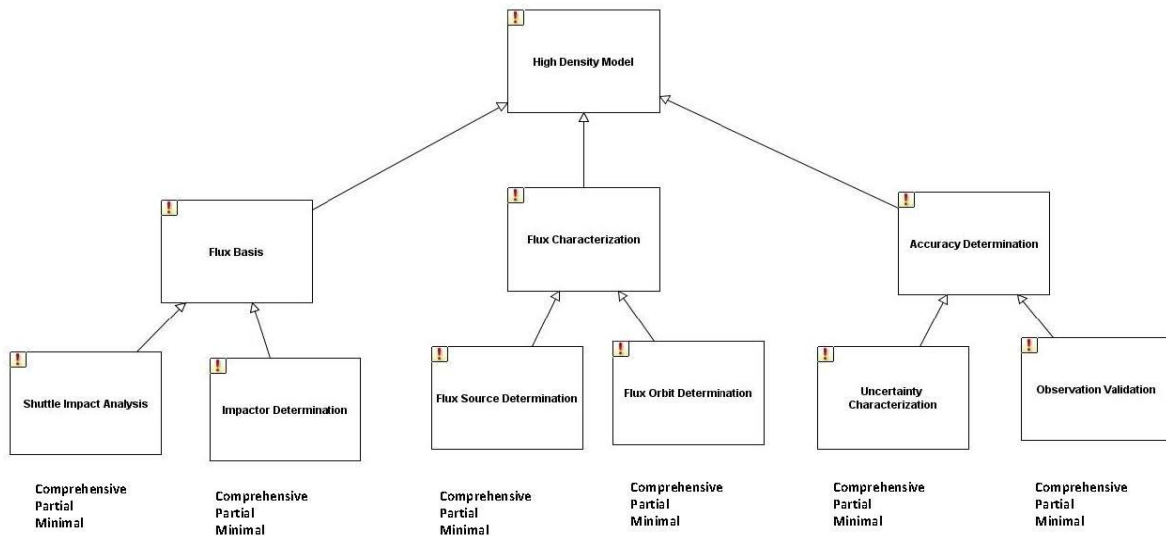 High Density Model
Flux Basis
Flux Characterization
Accuracy Determination
Shuttle Impact Analysis
Impactor Determination
Flux Source Determination
Flux Orbit Determination
Uncertainty
Characterization
Observation Validation
Comprehensive
Partial
Minimal
Comprehensive
Partial
Minimal
Comprehensive
Partial
Minimal
Comprehensive
Partial
Minimal
Comprehensive
Partial
Minimal
Comprehensive
Partial
Minimal